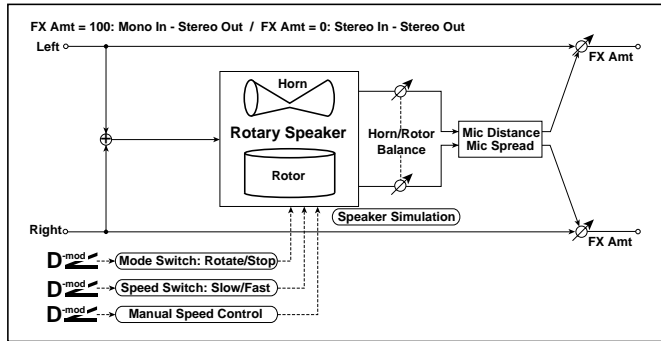 FX Amt = 100: Mono In - Stereo Out / FX Amt = 0: Stereo In - Stereo Out
Left
FX Amt
Horn
Rotary Speaker
Rotor
Horn/Rotor
Balance
Mic Distance
Mic Spread
Speaker Simulation
Right
FX Amt
D-mod
Mode Switch: Rotate/Stop
D-mod
Speed Switch: Slow/Fast
D-mod
Manual Speed Control